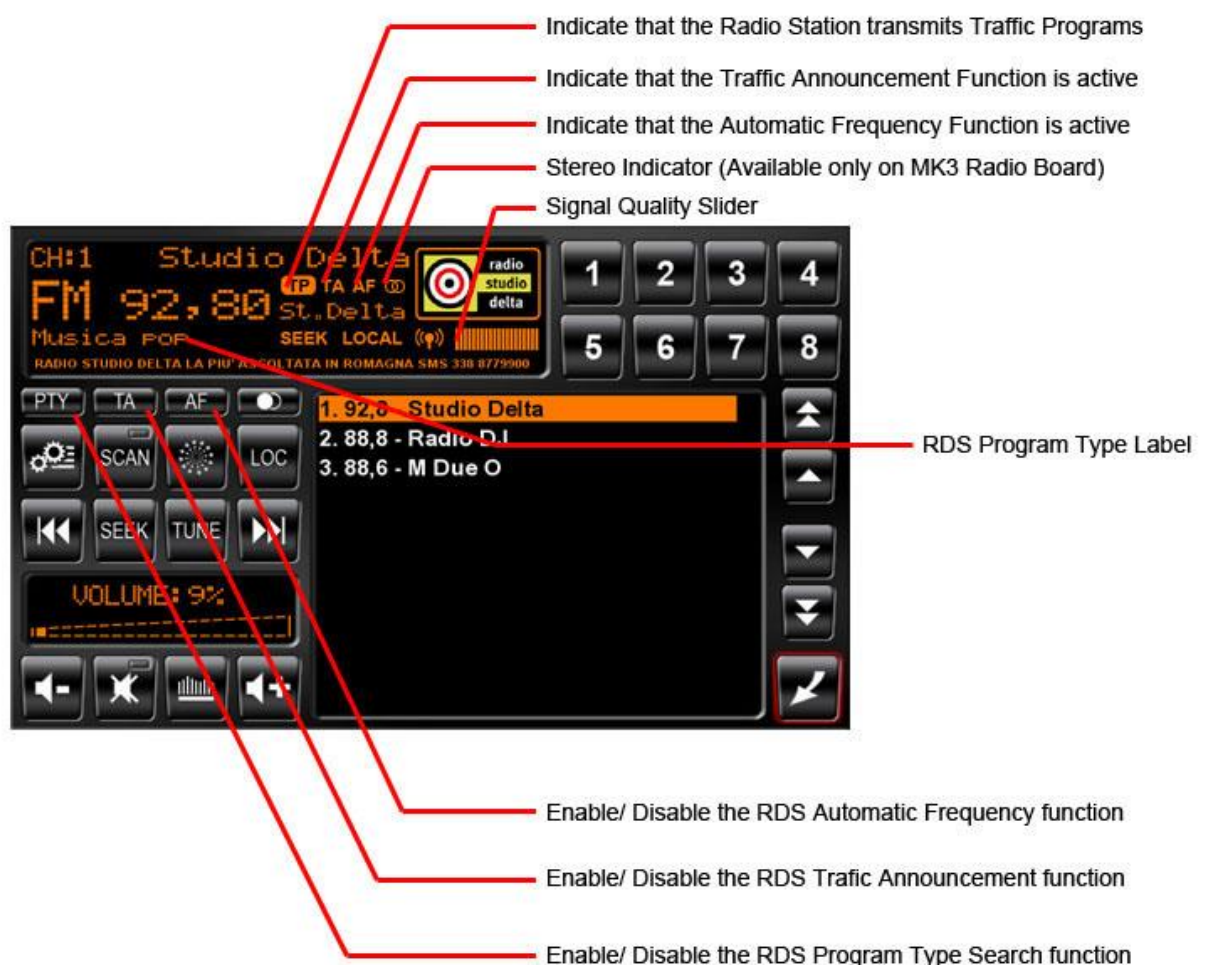 Indicate that the Radio Station transmits Traffic Programs
Indicate that the Traffic Announcement Function is active
Indicate that the Automatic Frequency Function is active
Stereo Indicator (Available only on MK3 Radio Board)
Signal Quality Slider
CH:1 Studio Delta
TP TA AF
FM 92,80 St.Delta
radio
studio
delta
Musica pop SEEK LOCAL
RADIO STUDIO DELTA LA PIU' ASCOLTATA IN ROMAGNA SMS 338 8779900
1 2 3 4
5 6 7 8
PTY TA AF
SCAN LOC
SEEK TUNE
1. 92,8 - Studio Delta
2. 88,8 - Radio DJ
3. 88,6 - M Due O
RDS Program Type Label
VOLUME: 9%
Enable/ Disable the RDS Automatic Frequency function
Enable/ Disable the RDS Trafic Announcement function
Enable/ Disable the RDS Program Type Search function